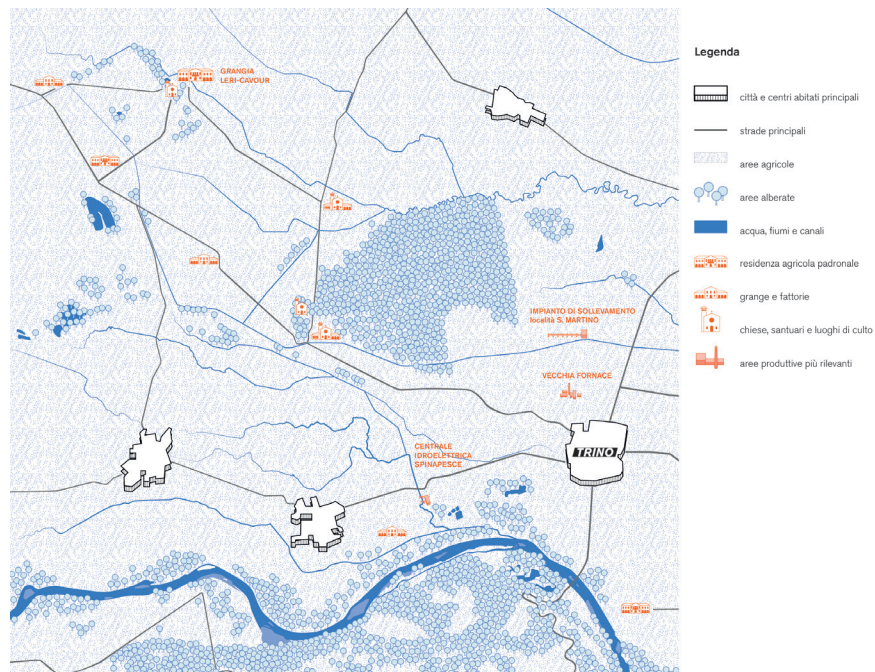 GRANGIA
LERI-CAVOUR
IMPIANTO DI SOLLEVAMENTO
località S. MARTINO
VECCHIA FORNACE
CENTRALE
IDROELETTRICA
SPINAPESCE
TRINO
Legenda
città e centri abitati principali
strade principali
aree agricole
aree alberate
acqua, fiumi e canali
residenza agricola padronale
grange e fattorie
chiese, santuari e luoghi di culto
aree produttive più rilevanti